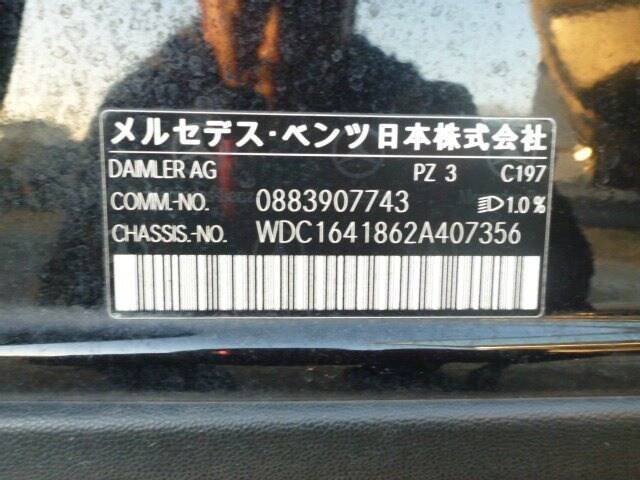 メルセデス・ベンツ日本株式会社
DAIMLER AG PZ 3 C197
COMM.-NO. 0883907743 1.0%
CHASSIS.-NO. WDC1641862A407356